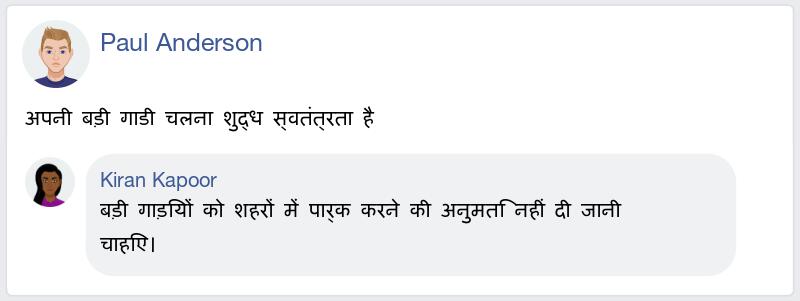 Paul Anderson
अपनी बड़ी गाडी चलना शुद्ध स्वतंत्रता है
Kiran Kapoor
बड़ी गाड़ियों को शहरों में पार्क करने की अनुमति नहीं दी जानी
चाहिए।